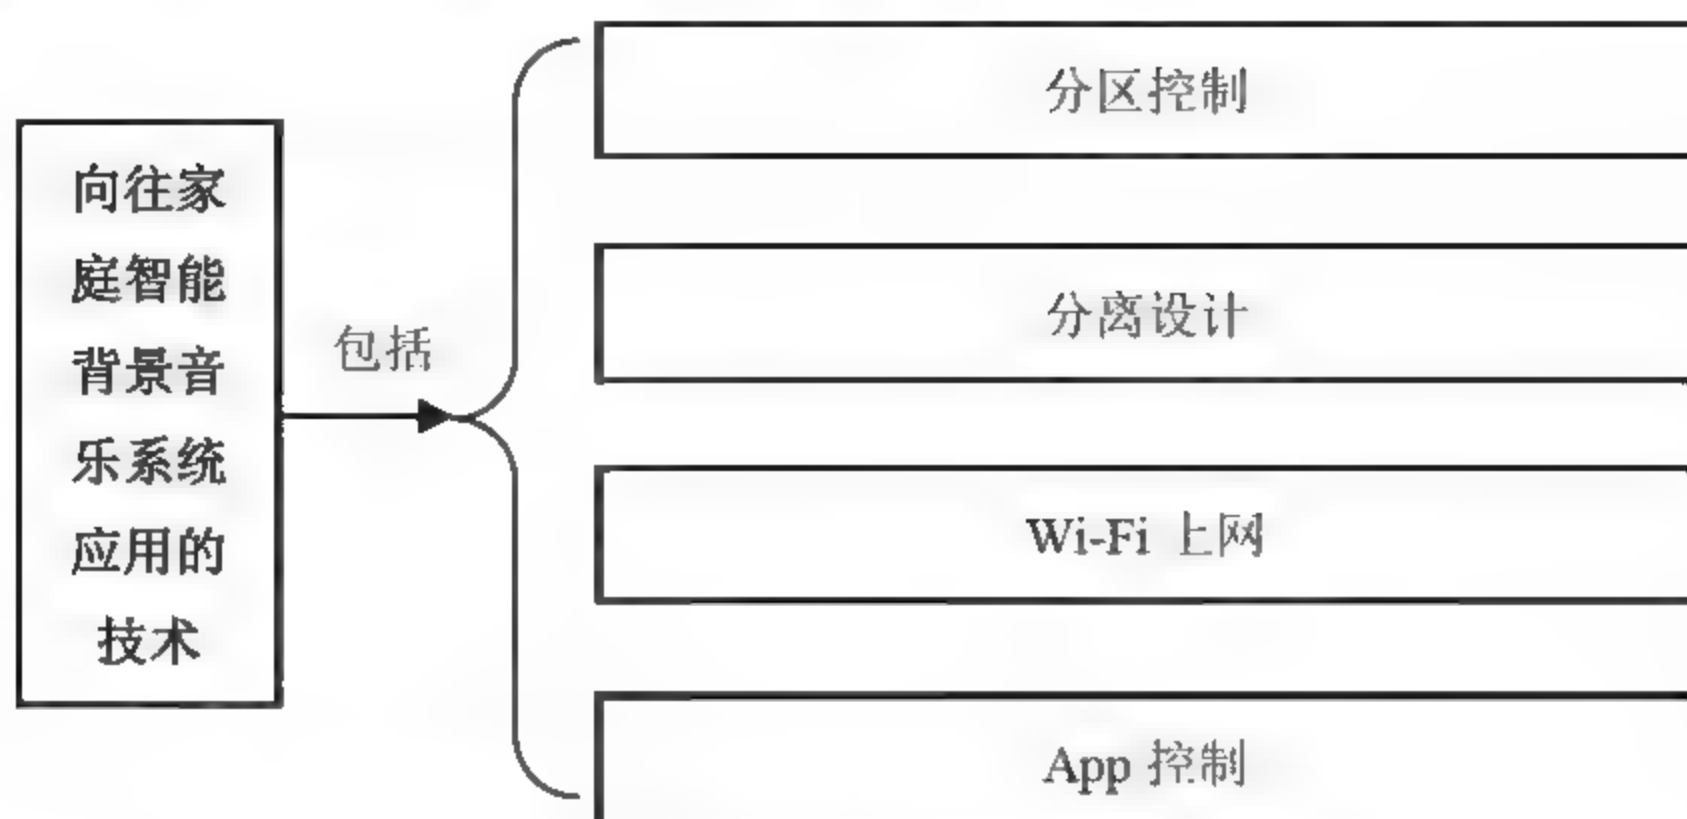 向往家
庭智能
背景音
乐系统
应用的
技术
包括
分区控制
分离设计
Wi-Fi 上网
App 控制